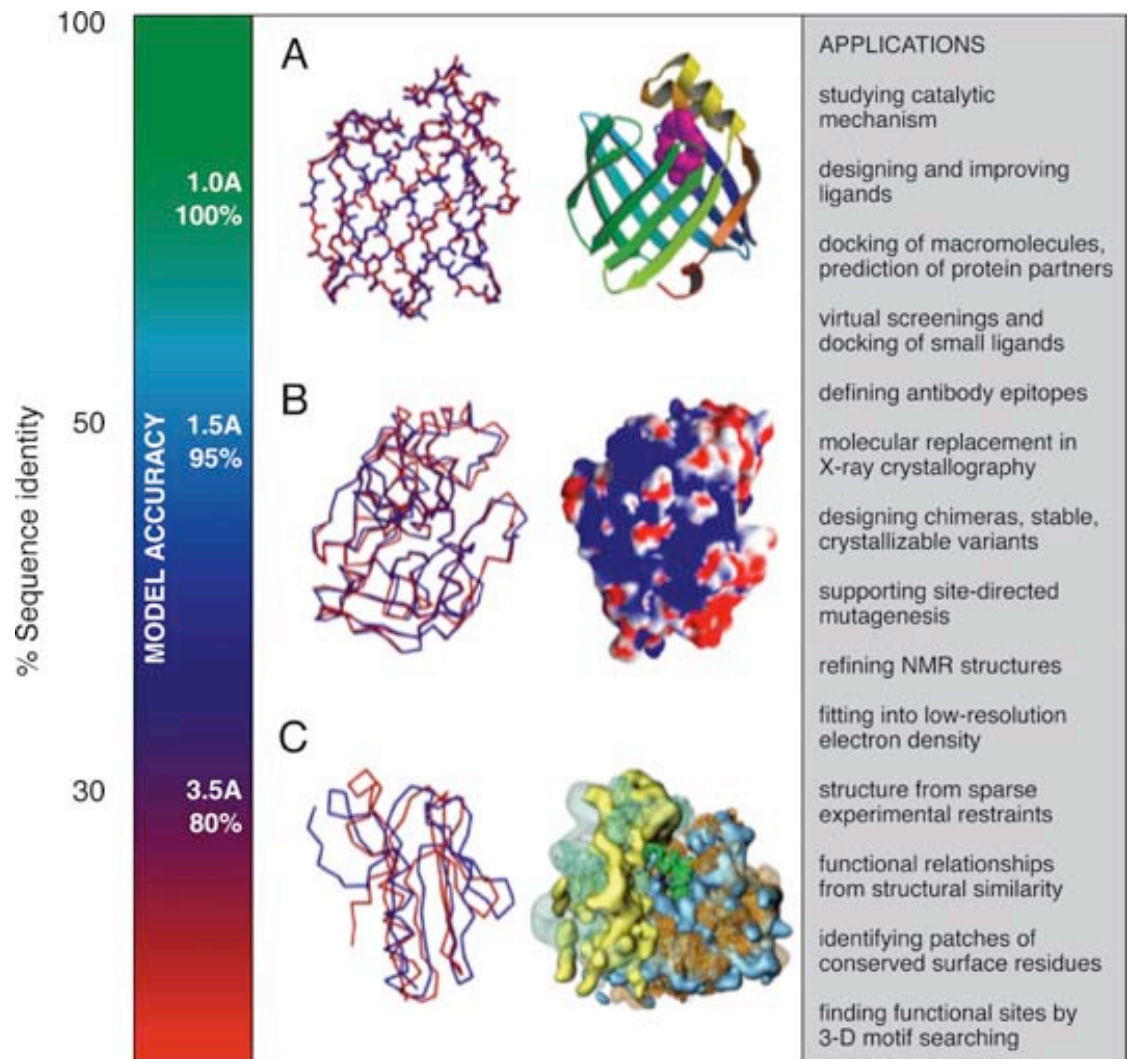 100
50
30
% Sequence identity
MODEL ACCURACY
1.0A
100%
1.5A
95%
3.5A
80%
A
B
C
APPLICATIONS
studying catalytic
mechanism
designing and improving
ligands
docking of macromolecules,
prediction of protein partners
virtual screenings and
docking of small ligands
defining antibody epitopes
molecular replacement in
X-ray crystallography
designing chimeras, stable,
crystallizable variants
supporting site-directed
mutagenesis
refining NMR structures
fitting into low-resolution
electron density
structure from sparse
experimental restraints
functional relationships
from structural similarity
identifying patches of
conserved surface residues
finding functional sites by
3-D motif searching